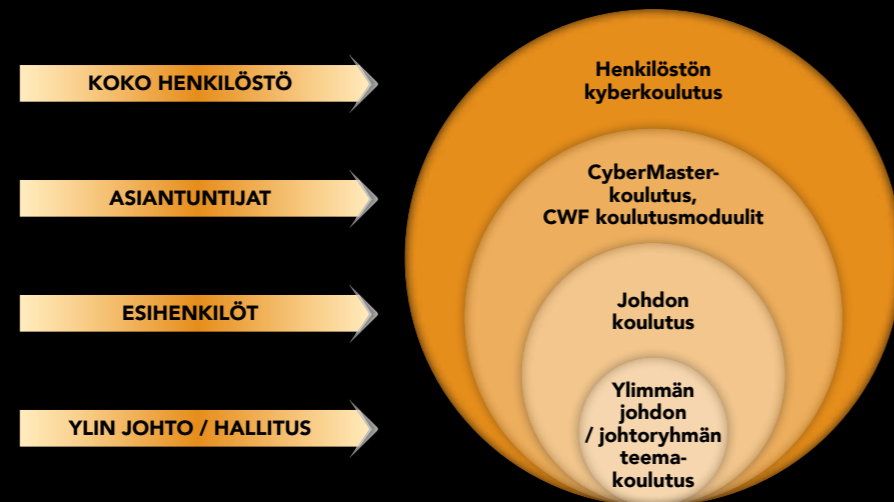 KOKO HENKILÖSTÖ
Henkilöstön
kyberkoulutus
ASIANTUNTIJAT
CyberMaster-
koulutus,
CWF koulutusmoduulit
ESIHENKILÖT
Johdon
koulutus
YLIN JOHTO / HALLITUS
Ylimmän
johdon
/ johtoryhmän
teema-
koulutus